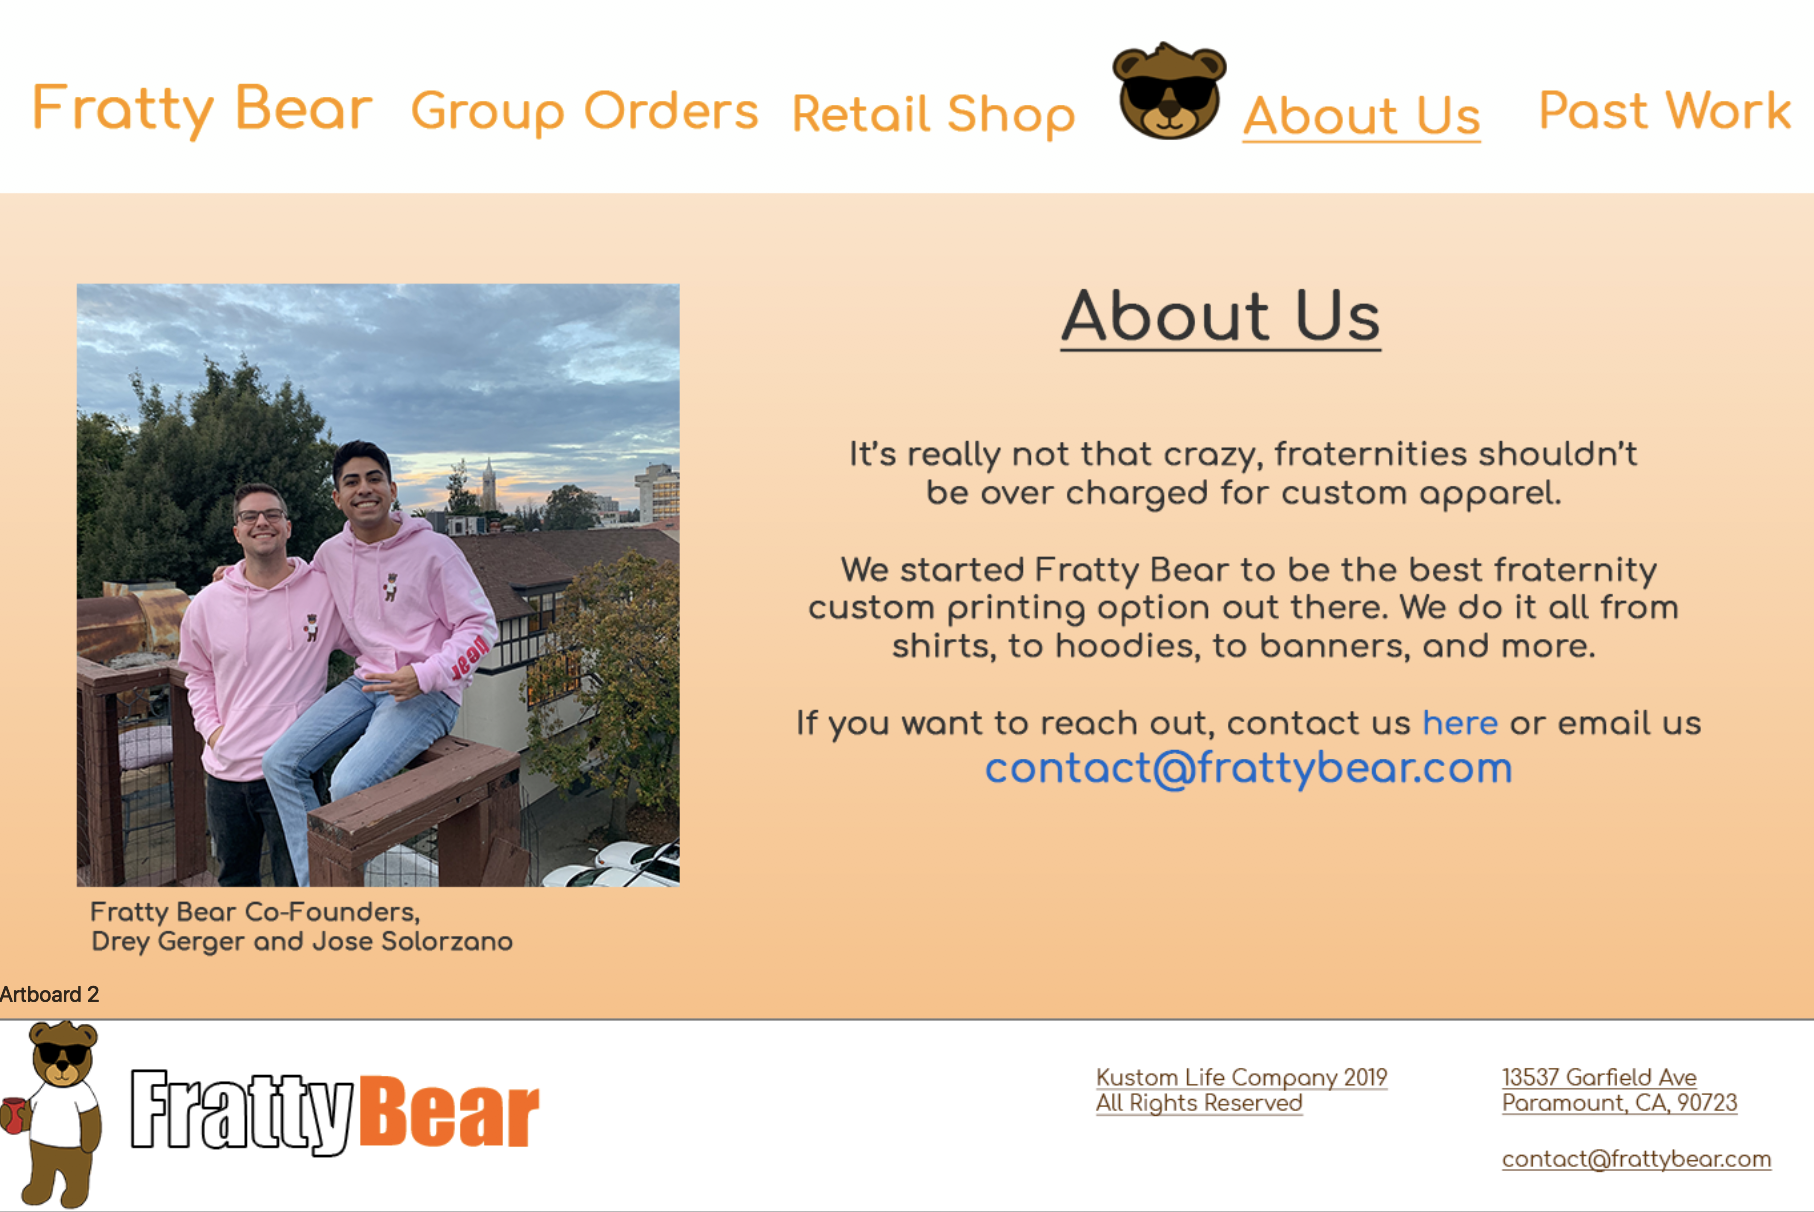 Fratty Bear
Group Orders
Retail Shop
About Us
Past Work
About Us
It's really not that crazy, fraternities shouldn't
be over charged for custom apparel.
We started Fratty Bear to be the best fraternity
custom printing option out there. We do it all from
shirts, to hoodies, to banners, and more.
If you want to reach out, contact us here or email us
contact@frattybear.com
Bear
Fratty Bear Co-Founders,
Drey Gerger and Jose Solorzano
Artboard 2
FrattyBear
Kustom Life Company 2019
All Rights Reserved
13537 Garfield Ave
Paramount, CA, 90723
contact@frattybear.com